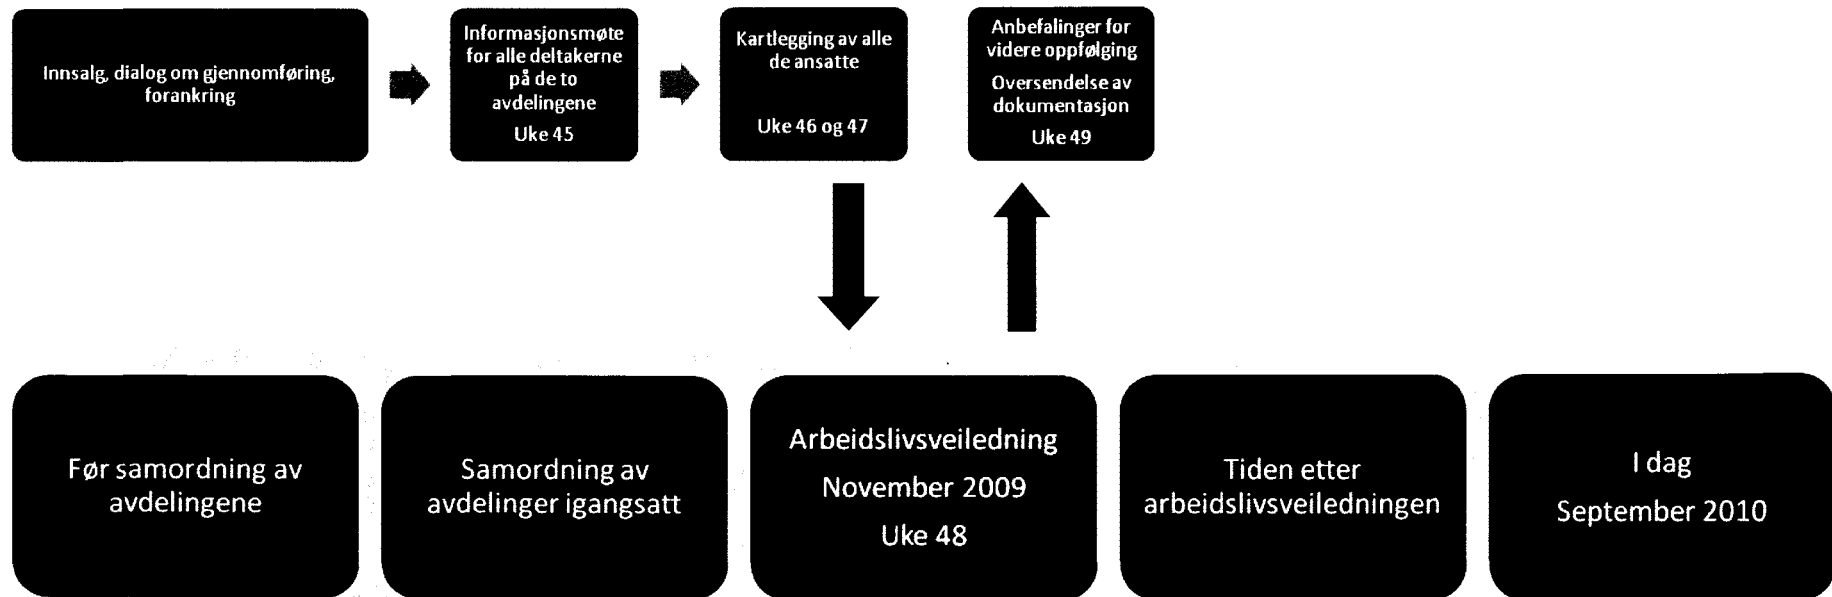 Innsalg, dialog om gjennomføring,
forankring
Informasjonsmøte
for alle deltakerne
på de to
avdelingene
Uke 45
Kartlegging av alle
de ansatte
Uke 46 og 47
Anbefalinger for
videre oppfølging
Oversendelse av
dokumentasjon
Uke 49
Før samordning av
avdelingene
Samordning av
avdelinger igangsatt
Arbeidslivsveiledning
November 2009
Uke 48
Tiden etter
arbeidslivsveiledningen
I dag
September 2010